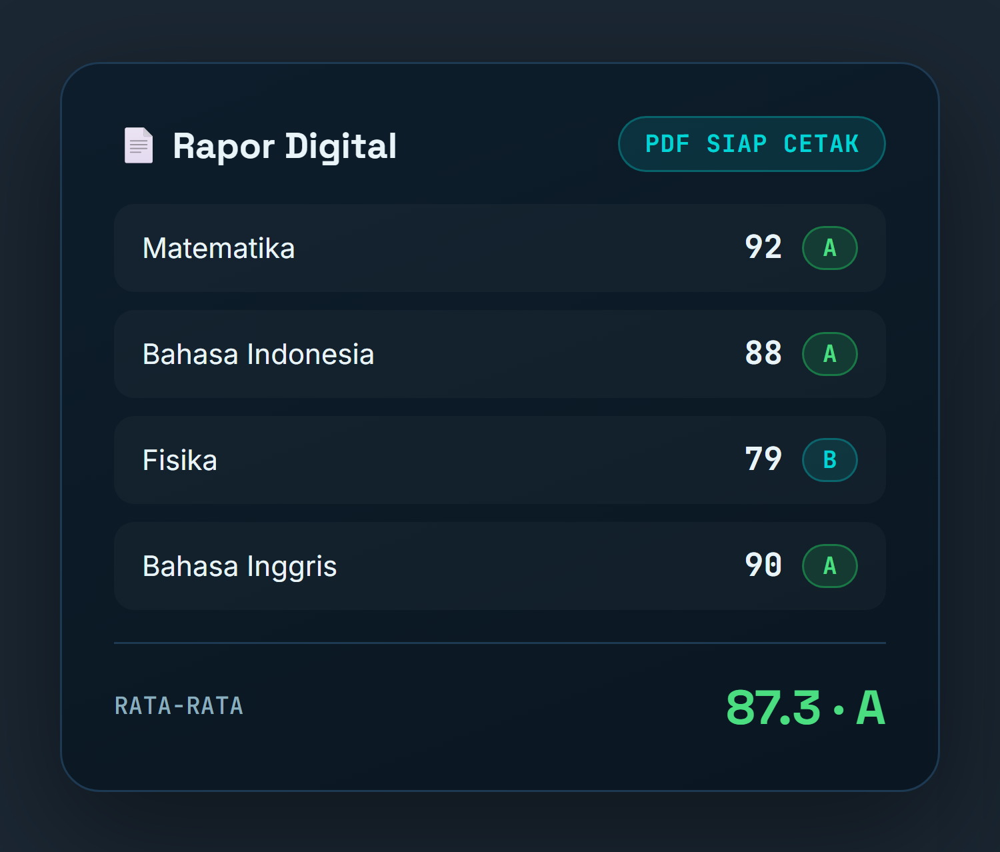 Rapor Digital
PDF SIAP CETAK
Matematika 92 A
Bahasa Indonesia 88 A
Fisika 79 B
Bahasa Inggris 90 A
RATA-RATA 87.3 · A